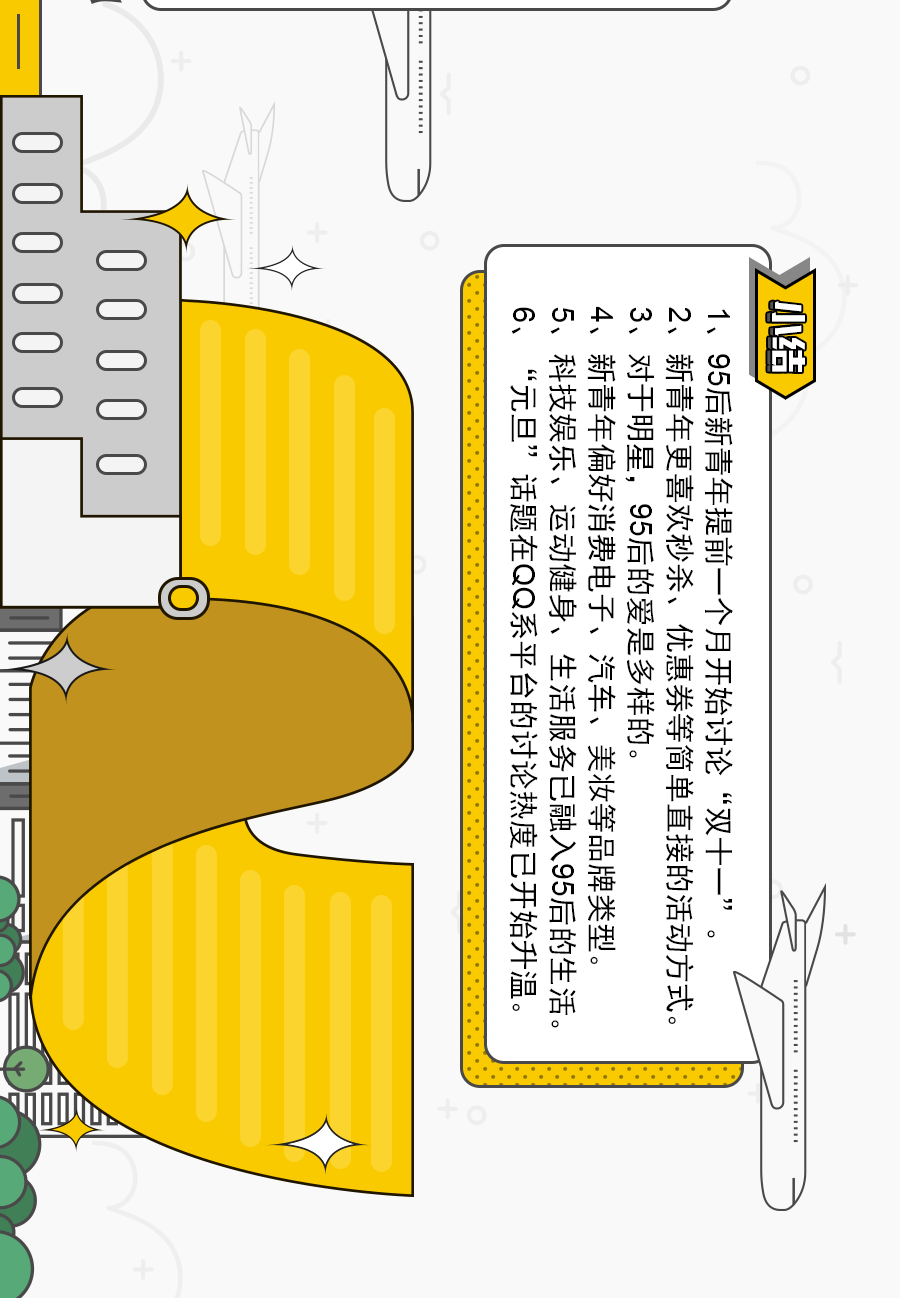 小结
1、95后新青年提前一个月开始讨论“双十一”。
2、新青年更喜欢秒杀、优惠券等简单直接的活动方式。
3、对于明星，95后的爱是多样的。
4、新青年偏好消费电子、汽车、美妆等品牌类型。
5、科技娱乐、运动健身、生活服务已融入95后的生活。
6、“元旦”话题在QQ系平台的讨论热度已开始升温。